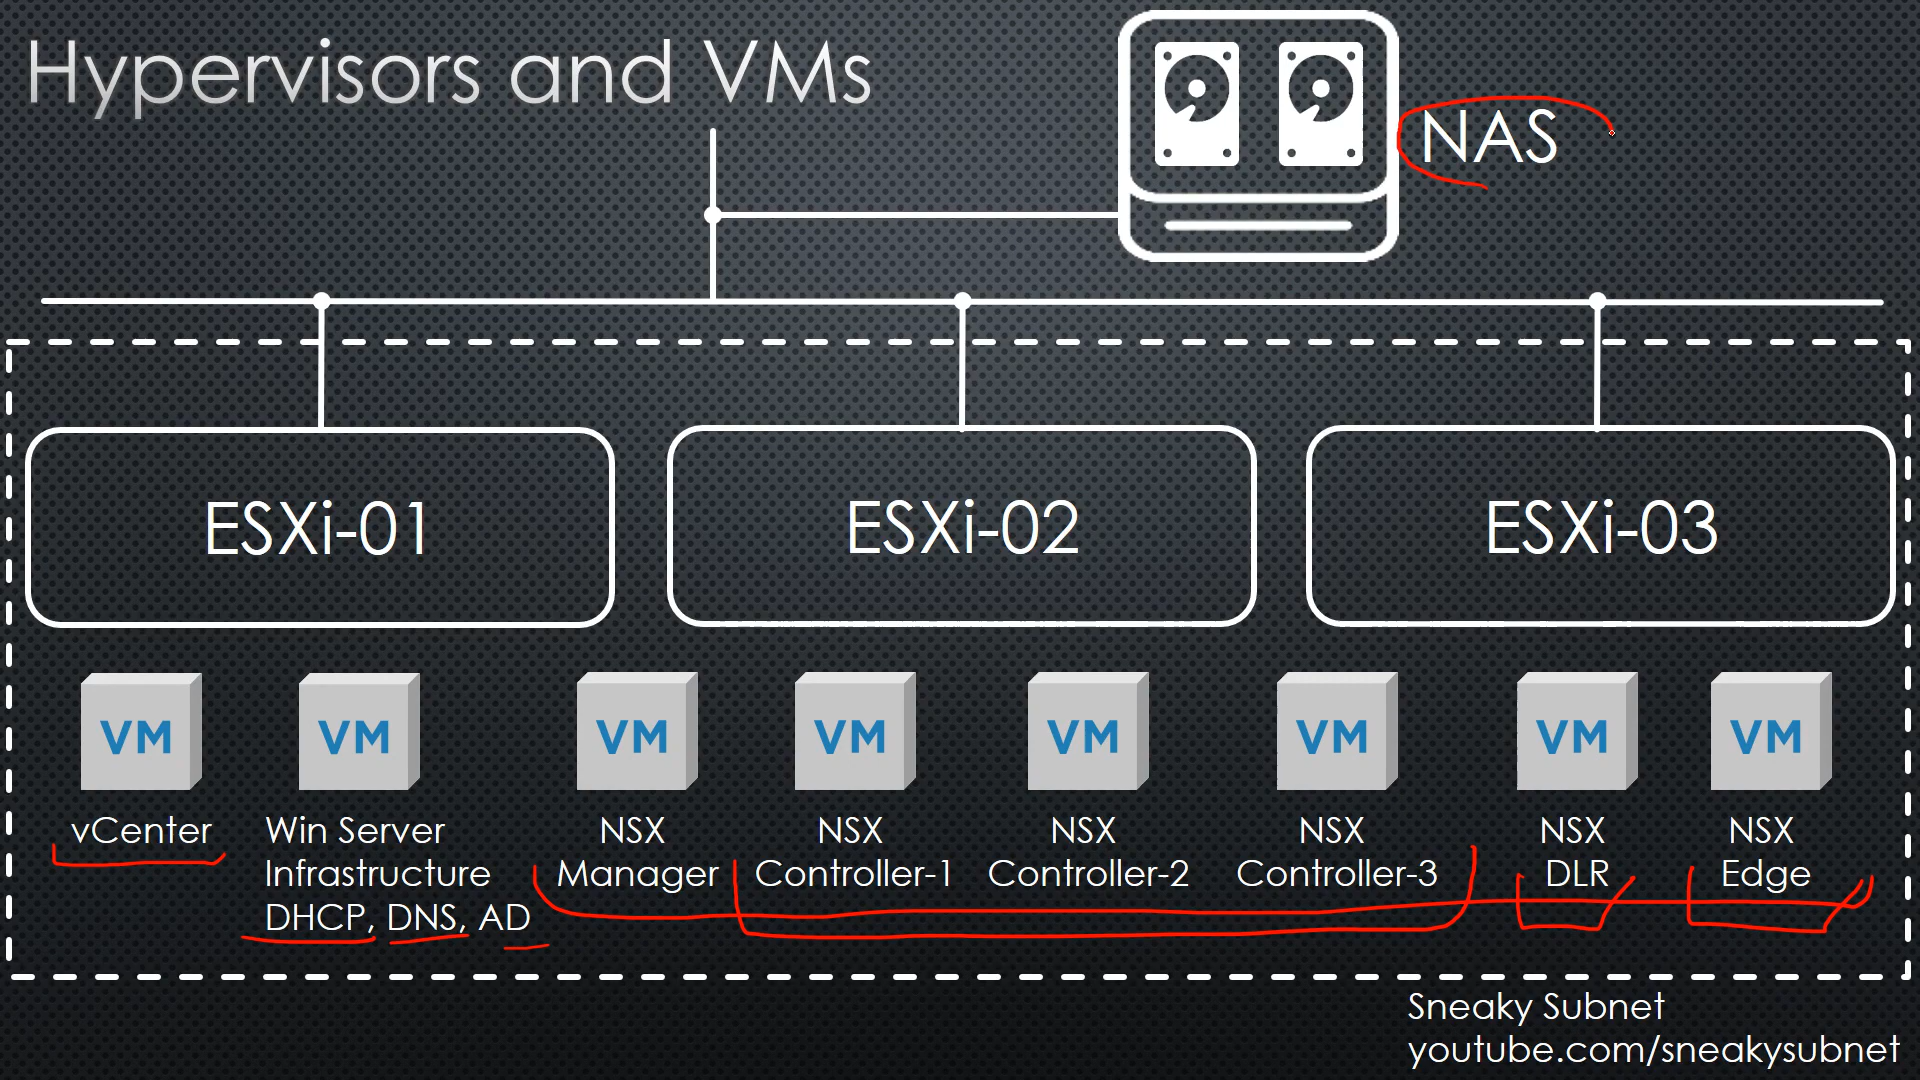 Hypervisors and VMs
NAS
ESXi-01
ESXi-02
ESXi-03
VM
VM
VM
VM
VM
VM
VM
VM
vCenter
Win Server
Infrastructure
DHCP, DNS, AD
NSX
Manager
NSX
Controller-1
NSX
Controller-2
NSX
Controller-3
NSX
DLR
NSX
Edge
Sneaky Subnet
youtube.com/sneakysubnet